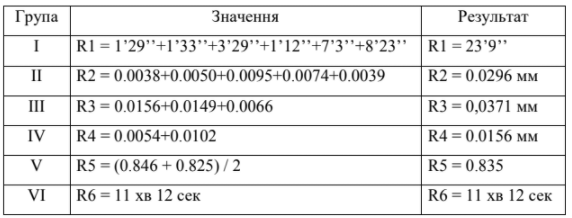 Група Значення Результат
I R1 = 1’29’’+1’33’’+3’29’’+1’12’’+7’3’’+8’23’’ R1 = 23’9’’
II R2 = 0.0038+0.0050+0.0095+0.0074+0.0039 R2 = 0.0296 мм
III R3 = 0.0156+0.0149+0.0066 R3 = 0,0371 мм
IV R4 = 0.0054+0.0102 R4 = 0.0156 мм
V R5 = (0.846 + 0.825) / 2 R5 = 0.835
VI R6 = 11 хв 12 сек R6 = 11 хв 12 сек